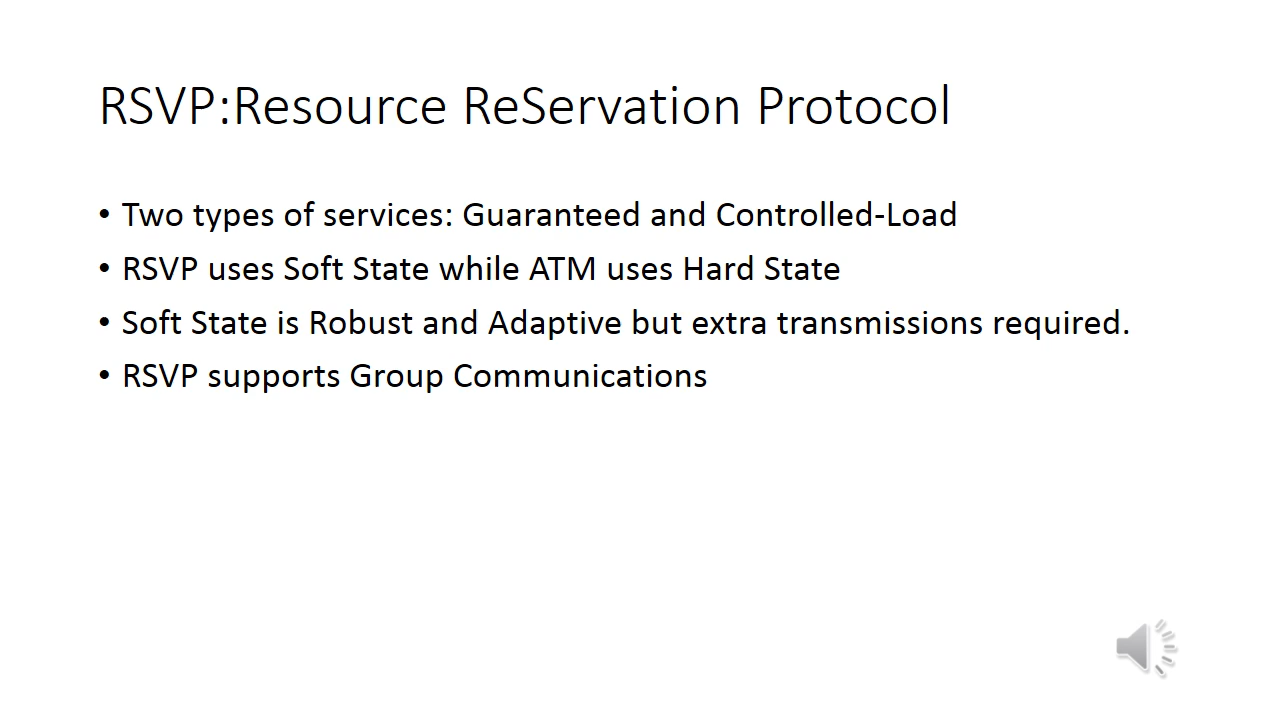 RSVP:Resource ReServation Protocol
• Two types of services: Guaranteed and Controlled-Load
• RSVP uses Soft State while ATM uses Hard State
• Soft State is Robust and Adaptive but extra transmissions required.
• RSVP supports Group Communications